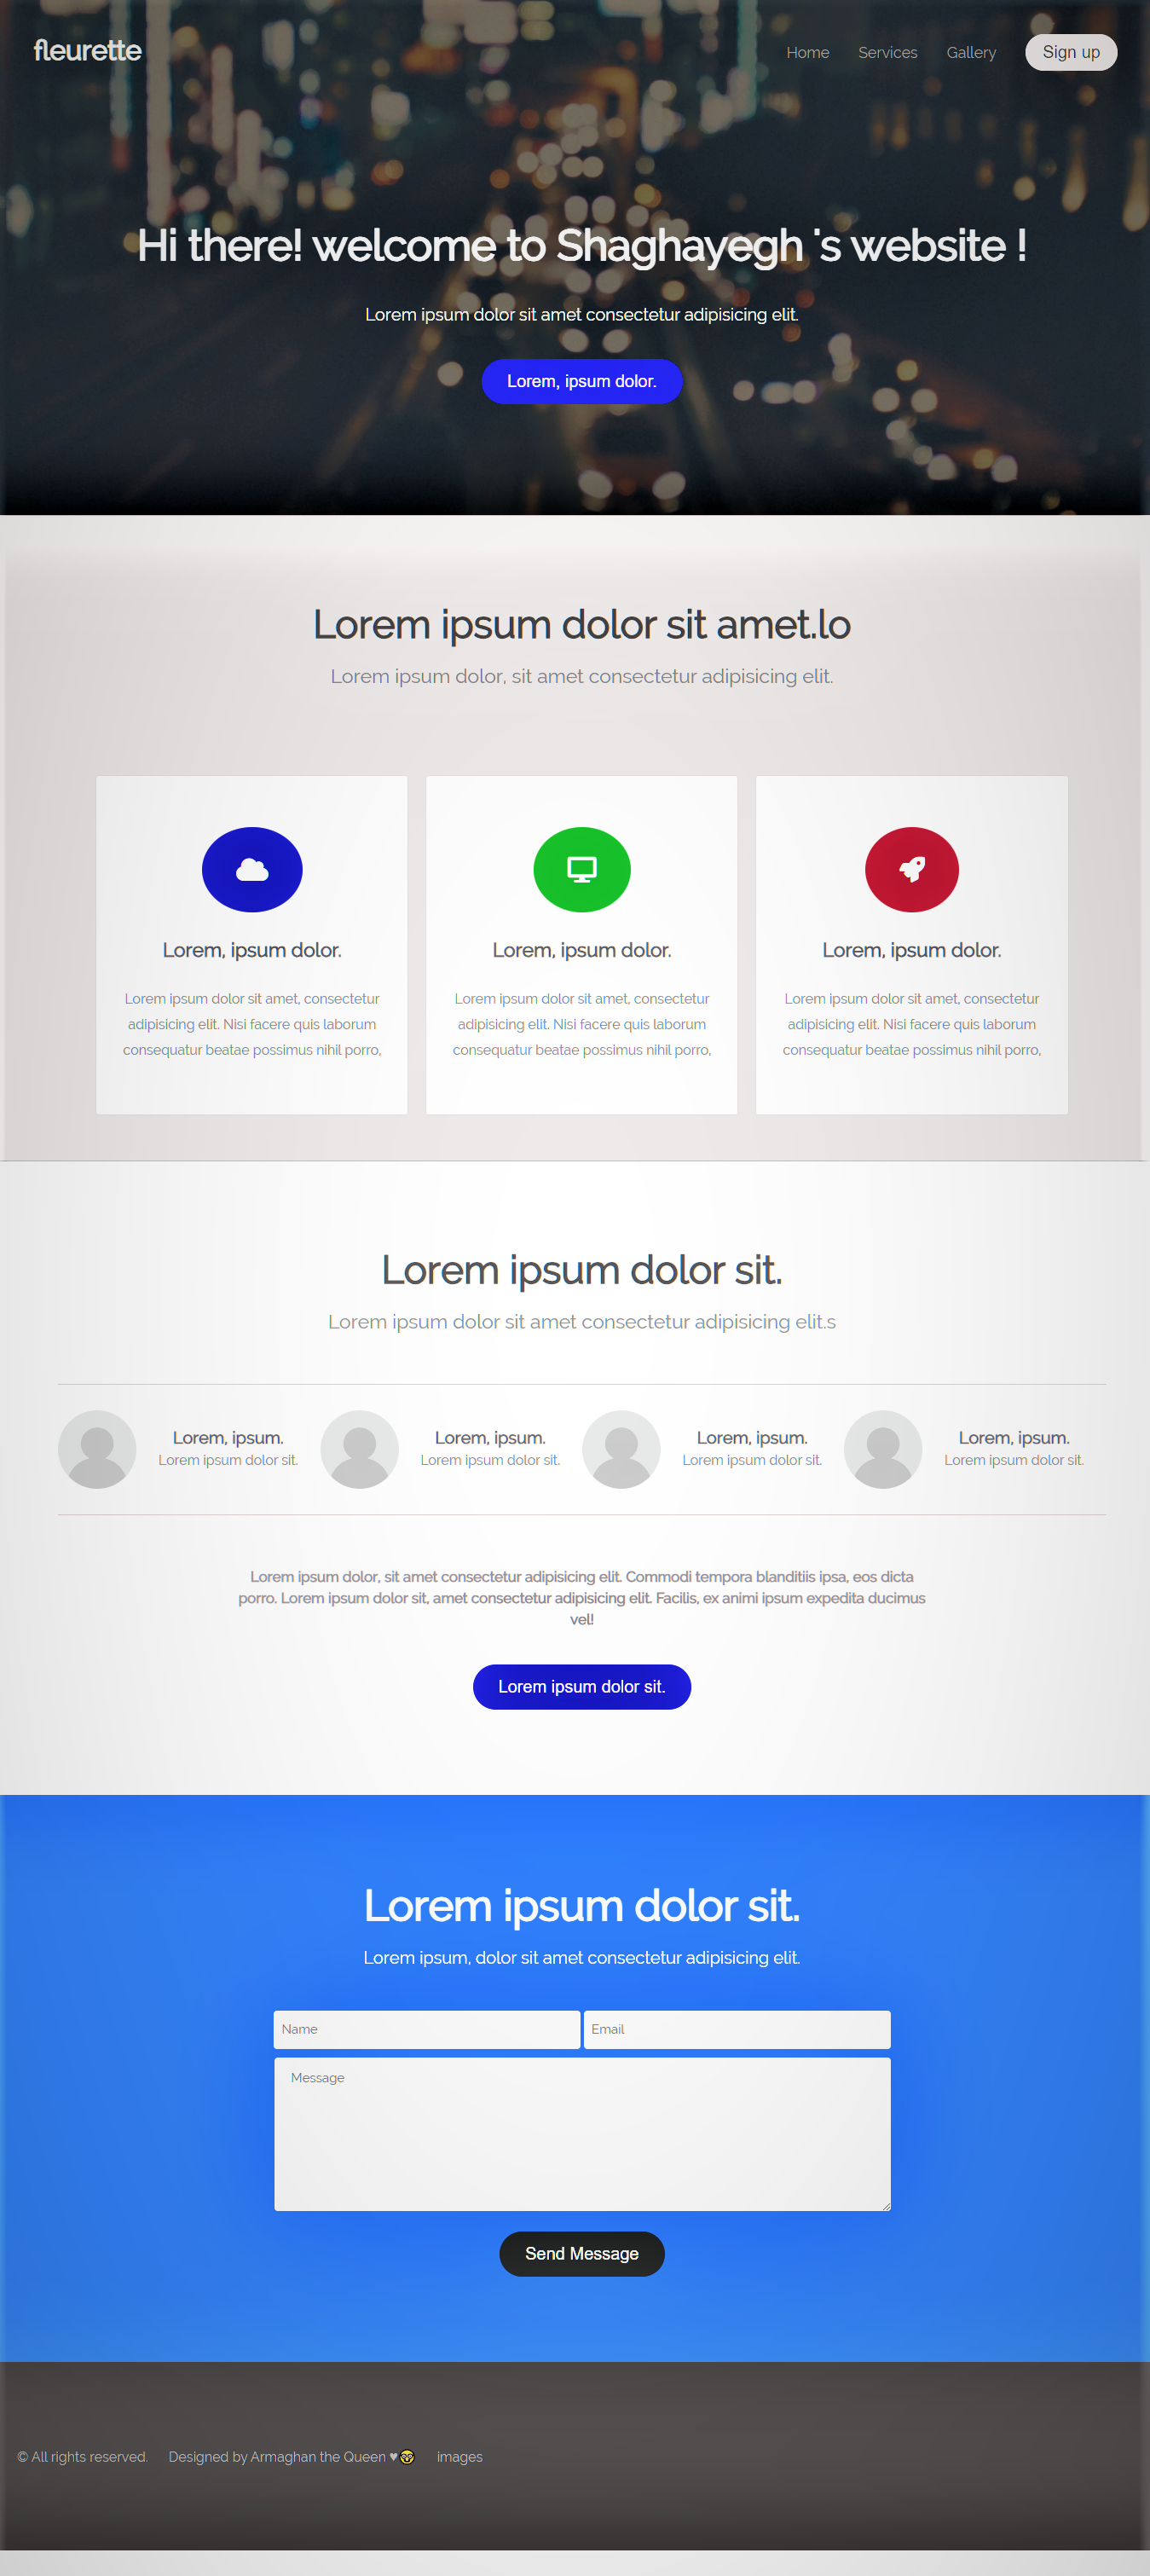 fleurette
Home Services Gallery Sign up
Hi there! welcome to Shaghayegh 's website !
Lorem ipsum dolor sit amet consectetur adipisicing elit.
Lorem, ipsum dolor.
Lorem ipsum dolor sit amet.lo
Lorem ipsum dolor, sit amet consectetur adipisicing elit.
Lorem, ipsum dolor.
Lorem ipsum dolor sit amet, consectetur
adipisicing elit. Nisi facere quis laborum
consequatur beatae possimus nihil porro,
Lorem, ipsum dolor.
Lorem ipsum dolor sit amet, consectetur
adipisicing elit. Nisi facere quis laborum
consequatur beatae possimus nihil porro,
Lorem, ipsum dolor.
Lorem ipsum dolor sit amet, consectetur
adipisicing elit. Nisi facere quis laborum
consequatur beatae possimus nihil porro,
Lorem ipsum dolor sit.
Lorem ipsum dolor sit amet consectetur adipisicing elit.s
Lorem, ipsum.
Lorem ipsum dolor sit.
Lorem, ipsum.
Lorem ipsum dolor sit.
Lorem, ipsum.
Lorem ipsum dolor sit.
Lorem, ipsum.
Lorem ipsum dolor sit.
Lorem ipsum dolor, sit amet consectetur adipisicing elit. Commodi tempora blanditiis ipsa, eos dicta
porro. Lorem ipsum dolor sit, amet consectetur adipisicing elit. Facilis, ex animi ipsum expedita ducimus
vel!
Lorem ipsum dolor sit.
Lorem ipsum dolor sit.
Lorem ipsum, dolor sit amet consectetur adipisicing elit.
Name
Email
Message
Send Message
© All rights reserved. Designed by Armaghan the Queen ♥🤓 images